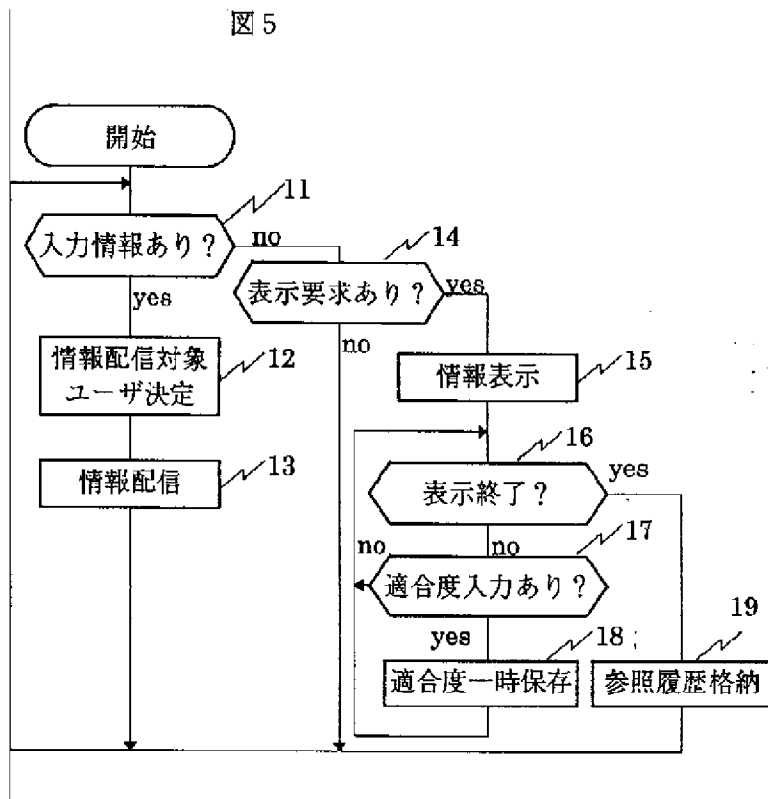 図5
開始
11
入力情報あり?
no
14
表示要求あり?
yes
yes
no
情報配信対象
ユーザ決定
12
情報表示
15
16
情報配信
13
表示終了?
yes
no
no
17
適合度入力あり?
yes
18
19
適合度一時保存
参照履歴格納